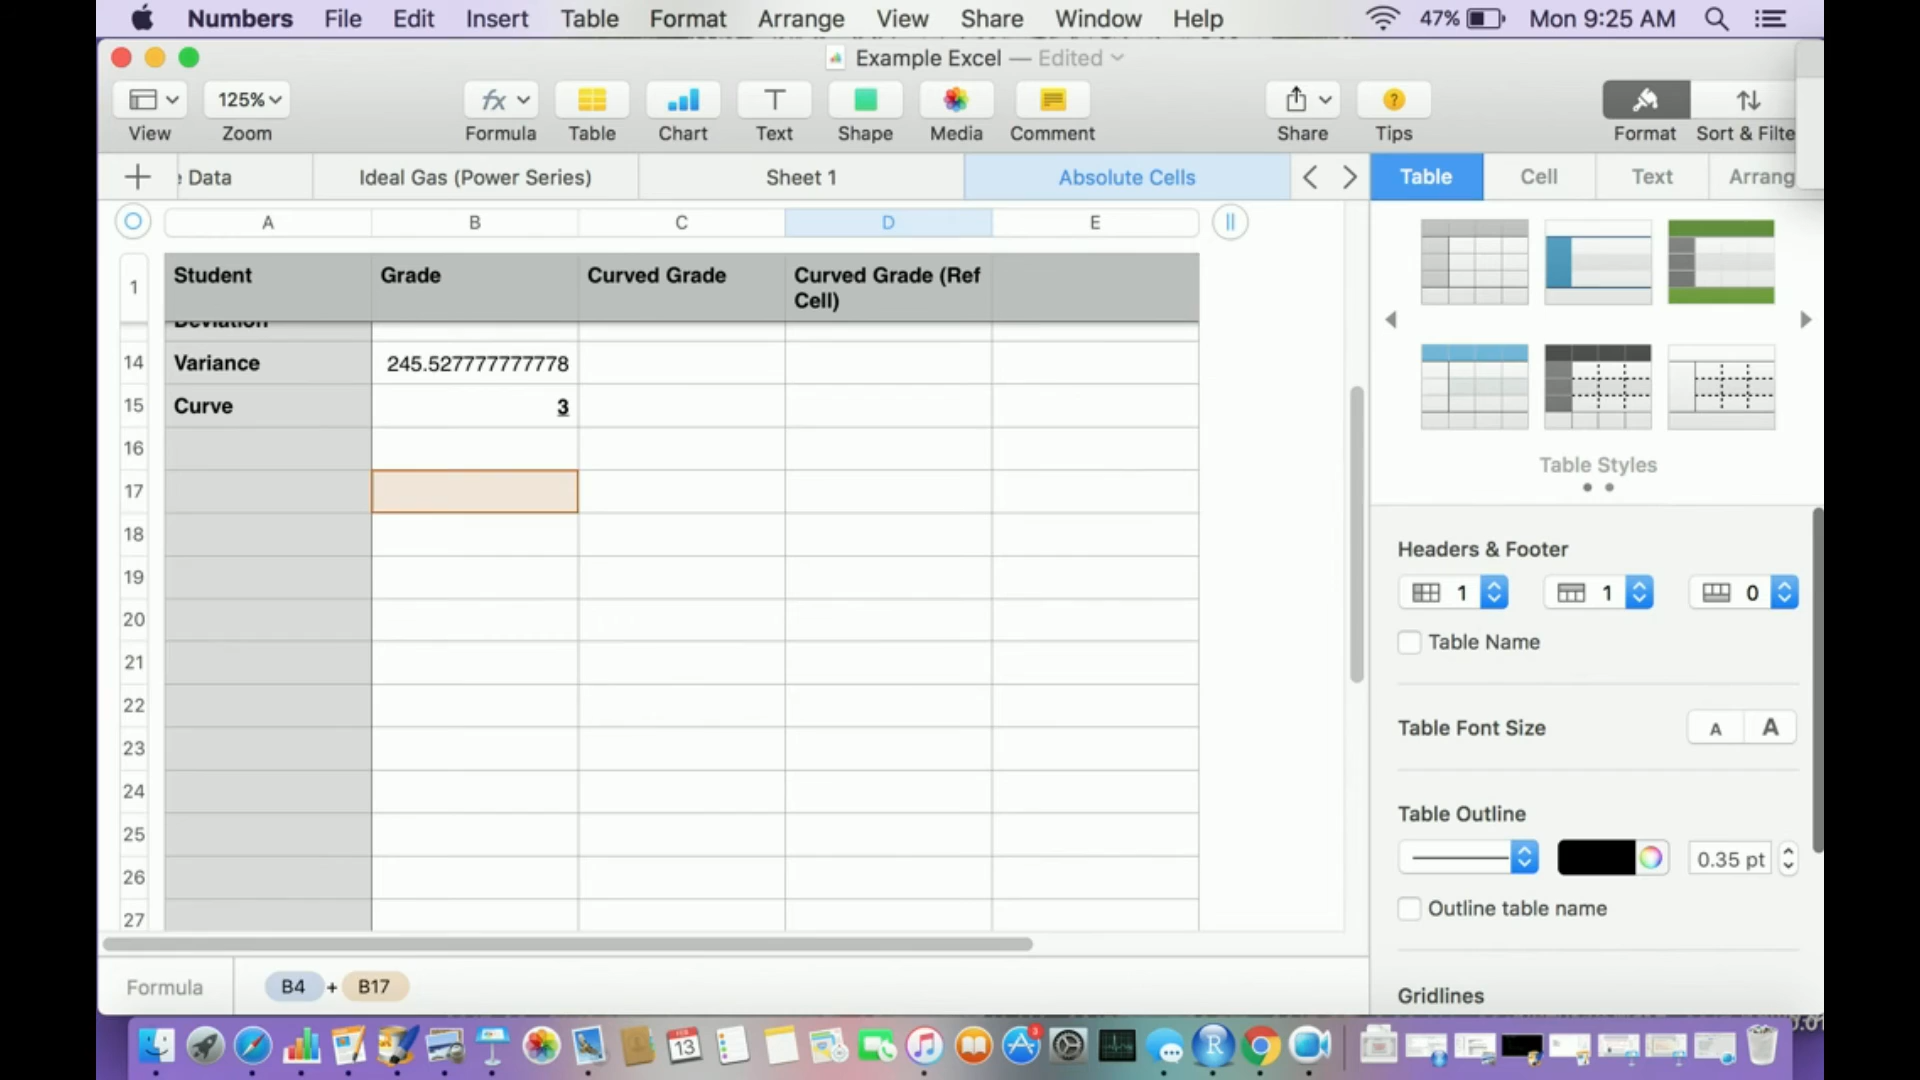 Numbers File Edit Insert Table Format Arrange View Share Window Help 47% Mon 9:25 AM
Example Excel — Edited
125%
View Zoom Formula Table Chart Text Shape Media Comment Share Tips Format Sort & Filte
Data Ideal Gas (Power Series) Sheet 1 Absolute Cells Table Cell Text Arrang
A B C D E
1 Student Grade Curved Grade Curved Grade (Ref
Cell)
Deviation
14 Variance 245.527777777778
15 Curve 3
16
17
18
19
20
21
22
23
24
25
26
27
Table Styles
Headers & Footer
1 1 0
Table Name
Table Font Size A A
Table Outline
0.35 pt
Outline table name
Gridlines
Formula B4 + B17
FEB
13
3